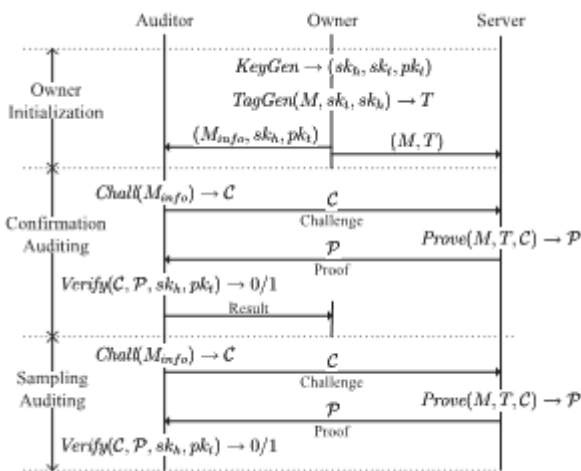 Auditor Owner Server
KeyGen → (sk_h, sk_t, pk_t)
Owner
Initialization
TagGen(M, sk_t, sk_h) → T
(M_info, sk_h, pk_t) (M, T)
Chall(M_info) → 𝒞 𝒞
Challenge
Confirmation
Auditing
𝒫 Prove(M, T, 𝒞) → 𝒫
Proof
Verify(𝒞, 𝒫, sk_h, pk_t) → 0/1
Result
Chall(M_info) → 𝒞 𝒞
Challenge
Sampling
Auditing
𝒫 Prove(M, T, 𝒞) → 𝒫
Proof
Verify(𝒞, 𝒫, sk_h, pk_t) → 0/1